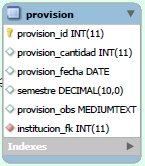 provision
provision_id INT(11)
provision_cantidad INT(11)
provision_fecha DATE
semestre DECIMAL(10,0)
provision_obs MEDIUMTEXT
institucion_fk INT(11)
Indexes